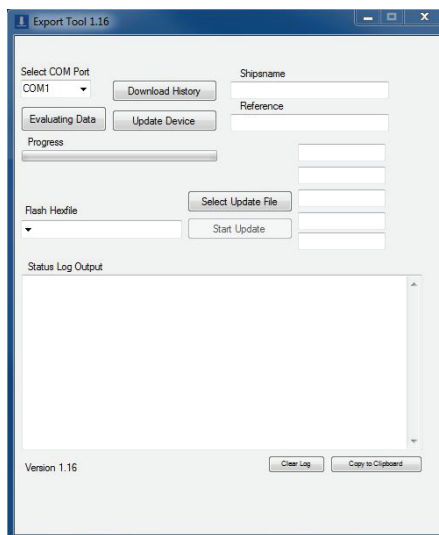 Export Tool 1.16
Select COM Port
Shipsname
COM1
Download History
Reference
Evaluating Data
Update Device
Progress
Select Update File
Flash Hexfile
Start Update
Status Log Output
Version 1.16
Clear Log
Copy to Clipboard